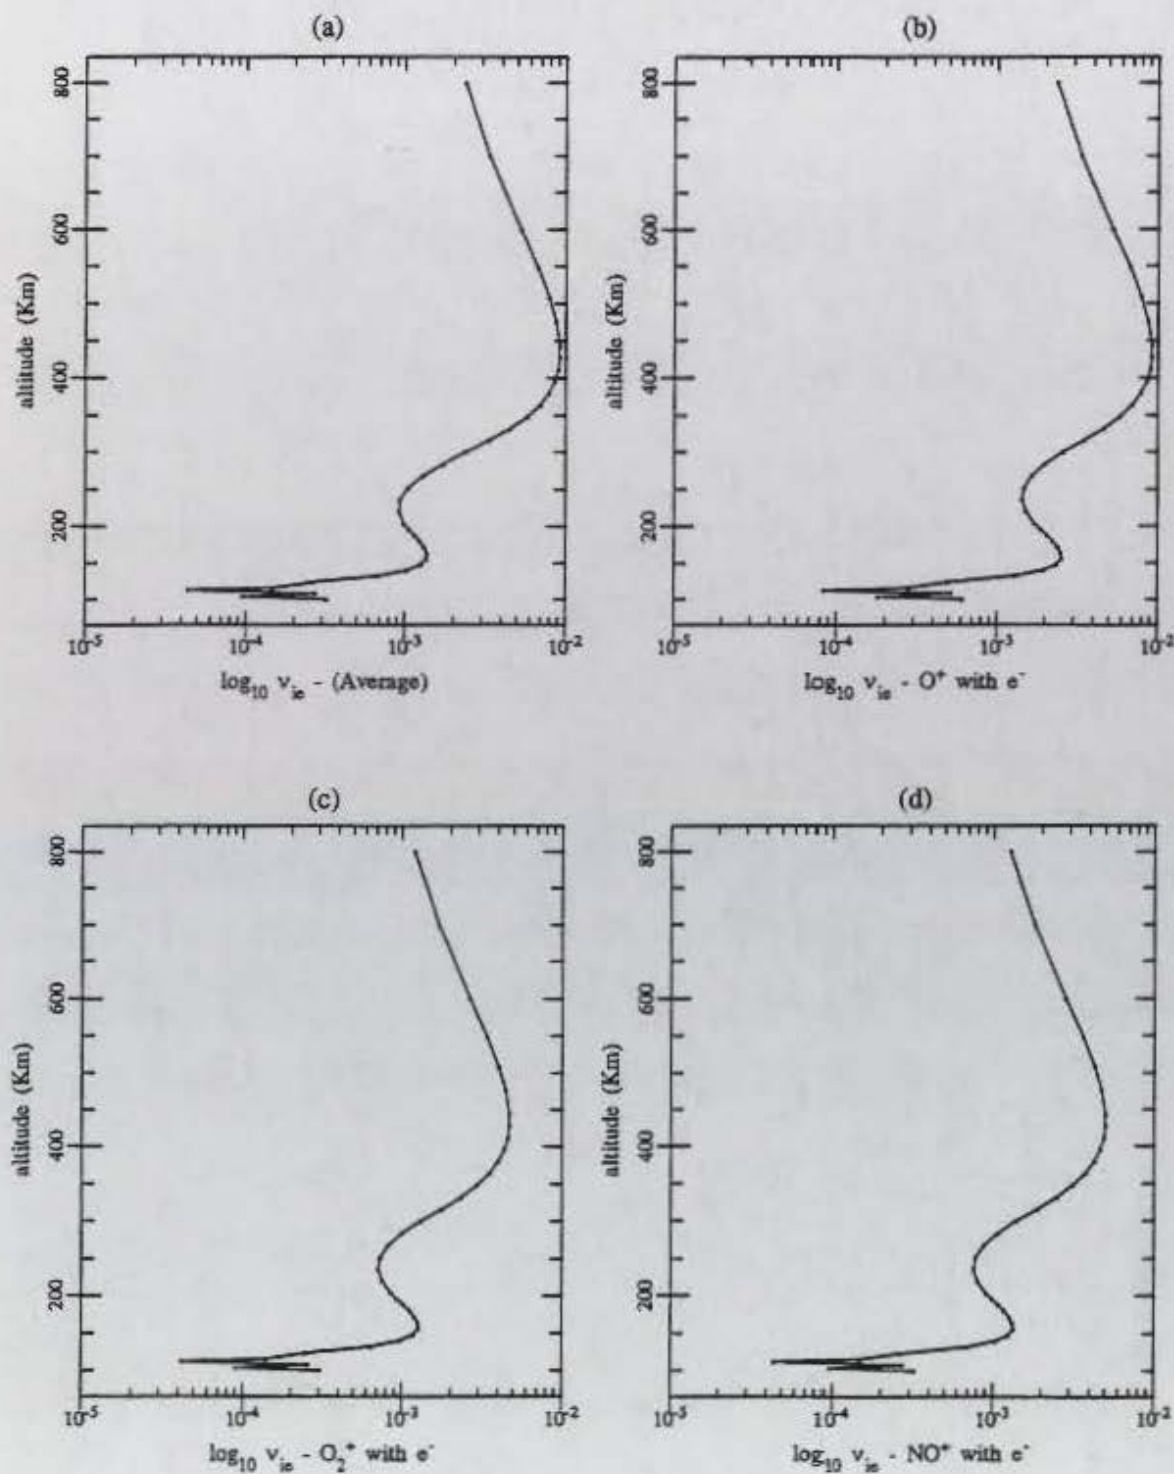 (a)
800
600
400
200
altitude (Km)
10⁻⁵ 10⁻⁴ 10⁻³ 10⁻²
log₁₀ ν_ie - (Average)
(b)
800
600
400
200
altitude (Km)
10⁻⁵ 10⁻⁴ 10⁻³ 10⁻²
log₁₀ ν_ie - O⁺ with e⁻
(c)
800
600
400
200
altitude (Km)
10⁻⁵ 10⁻⁴ 10⁻³ 10⁻²
log₁₀ ν_ie - O₂⁺ with e⁻
(d)
800
600
400
200
altitude (Km)
10⁻⁵ 10⁻⁴ 10⁻³ 10⁻²
log₁₀ ν_ie - NO⁺ with e⁻